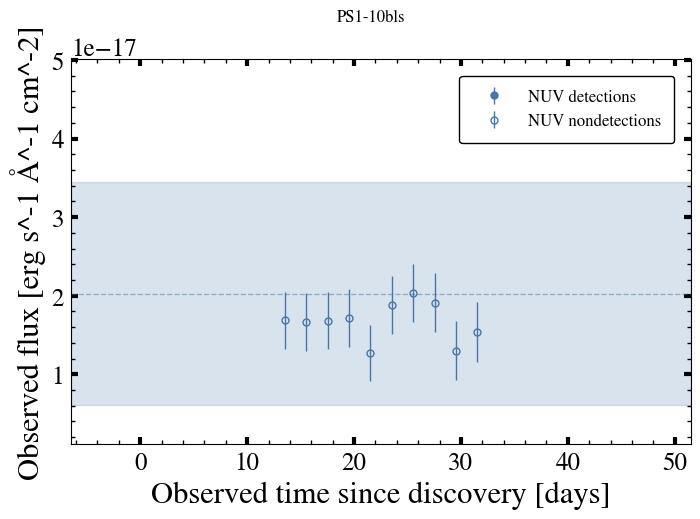 PS1-10bls
1e−17
NUV detections
NUV nondetections
5
4
3
2
1
Observed flux [erg s^-1 Å^-1 cm^-2]
0 10 20 30 40 50
Observed time since discovery [days]